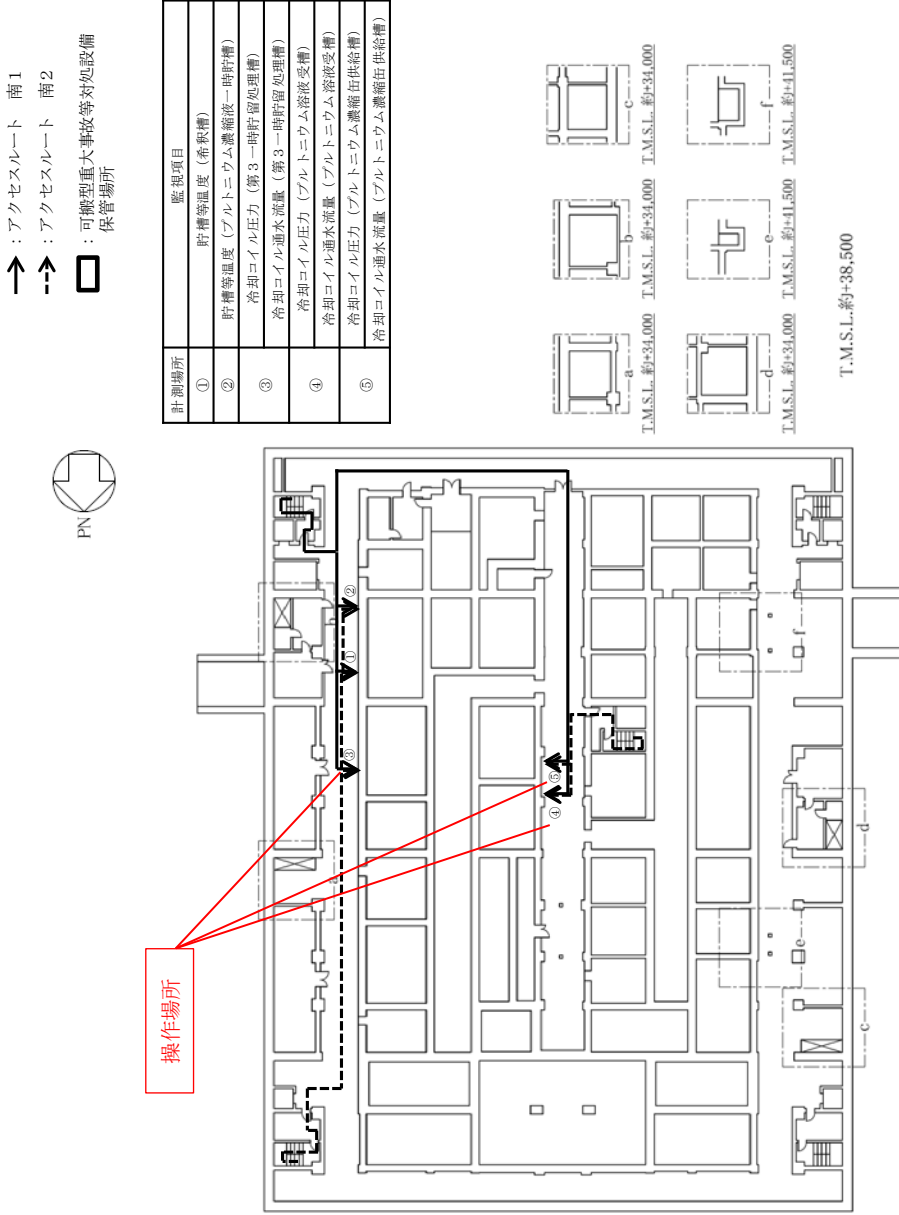 ：アクセスルート　南1
：アクセスルート　南2
：可搬型重大事故等対処設備
保管場所
計測場所
監視項目
①
貯槽等温度（希釈槽）
②
貯槽等温度（プルトニウム濃縮液一時貯槽）
③
冷却コイル圧力（第３一時貯留処理槽）
冷却コイル通水流量（第３一時貯留処理槽）
④
冷却コイル圧力（プルトニウム溶液受槽）
冷却コイル通水流量（プルトニウム溶液受槽）
⑤
冷却コイル圧力（プルトニウム濃縮缶供給槽）
冷却コイル通水流量（プルトニウム濃縮缶供給槽）
PN
a
T.M.S.L. 約+34,000
b
T.M.S.L. 約+34,000
c
T.M.S.L. 約+34,000
d
T.M.S.L. 約+34,000
e
T.M.S.L. 約+41,500
f
T.M.S.L. 約+41,500
T.M.S.L.約+38,500
操作場所
a
b
③
①
②
④
⑤
c
e
d
f